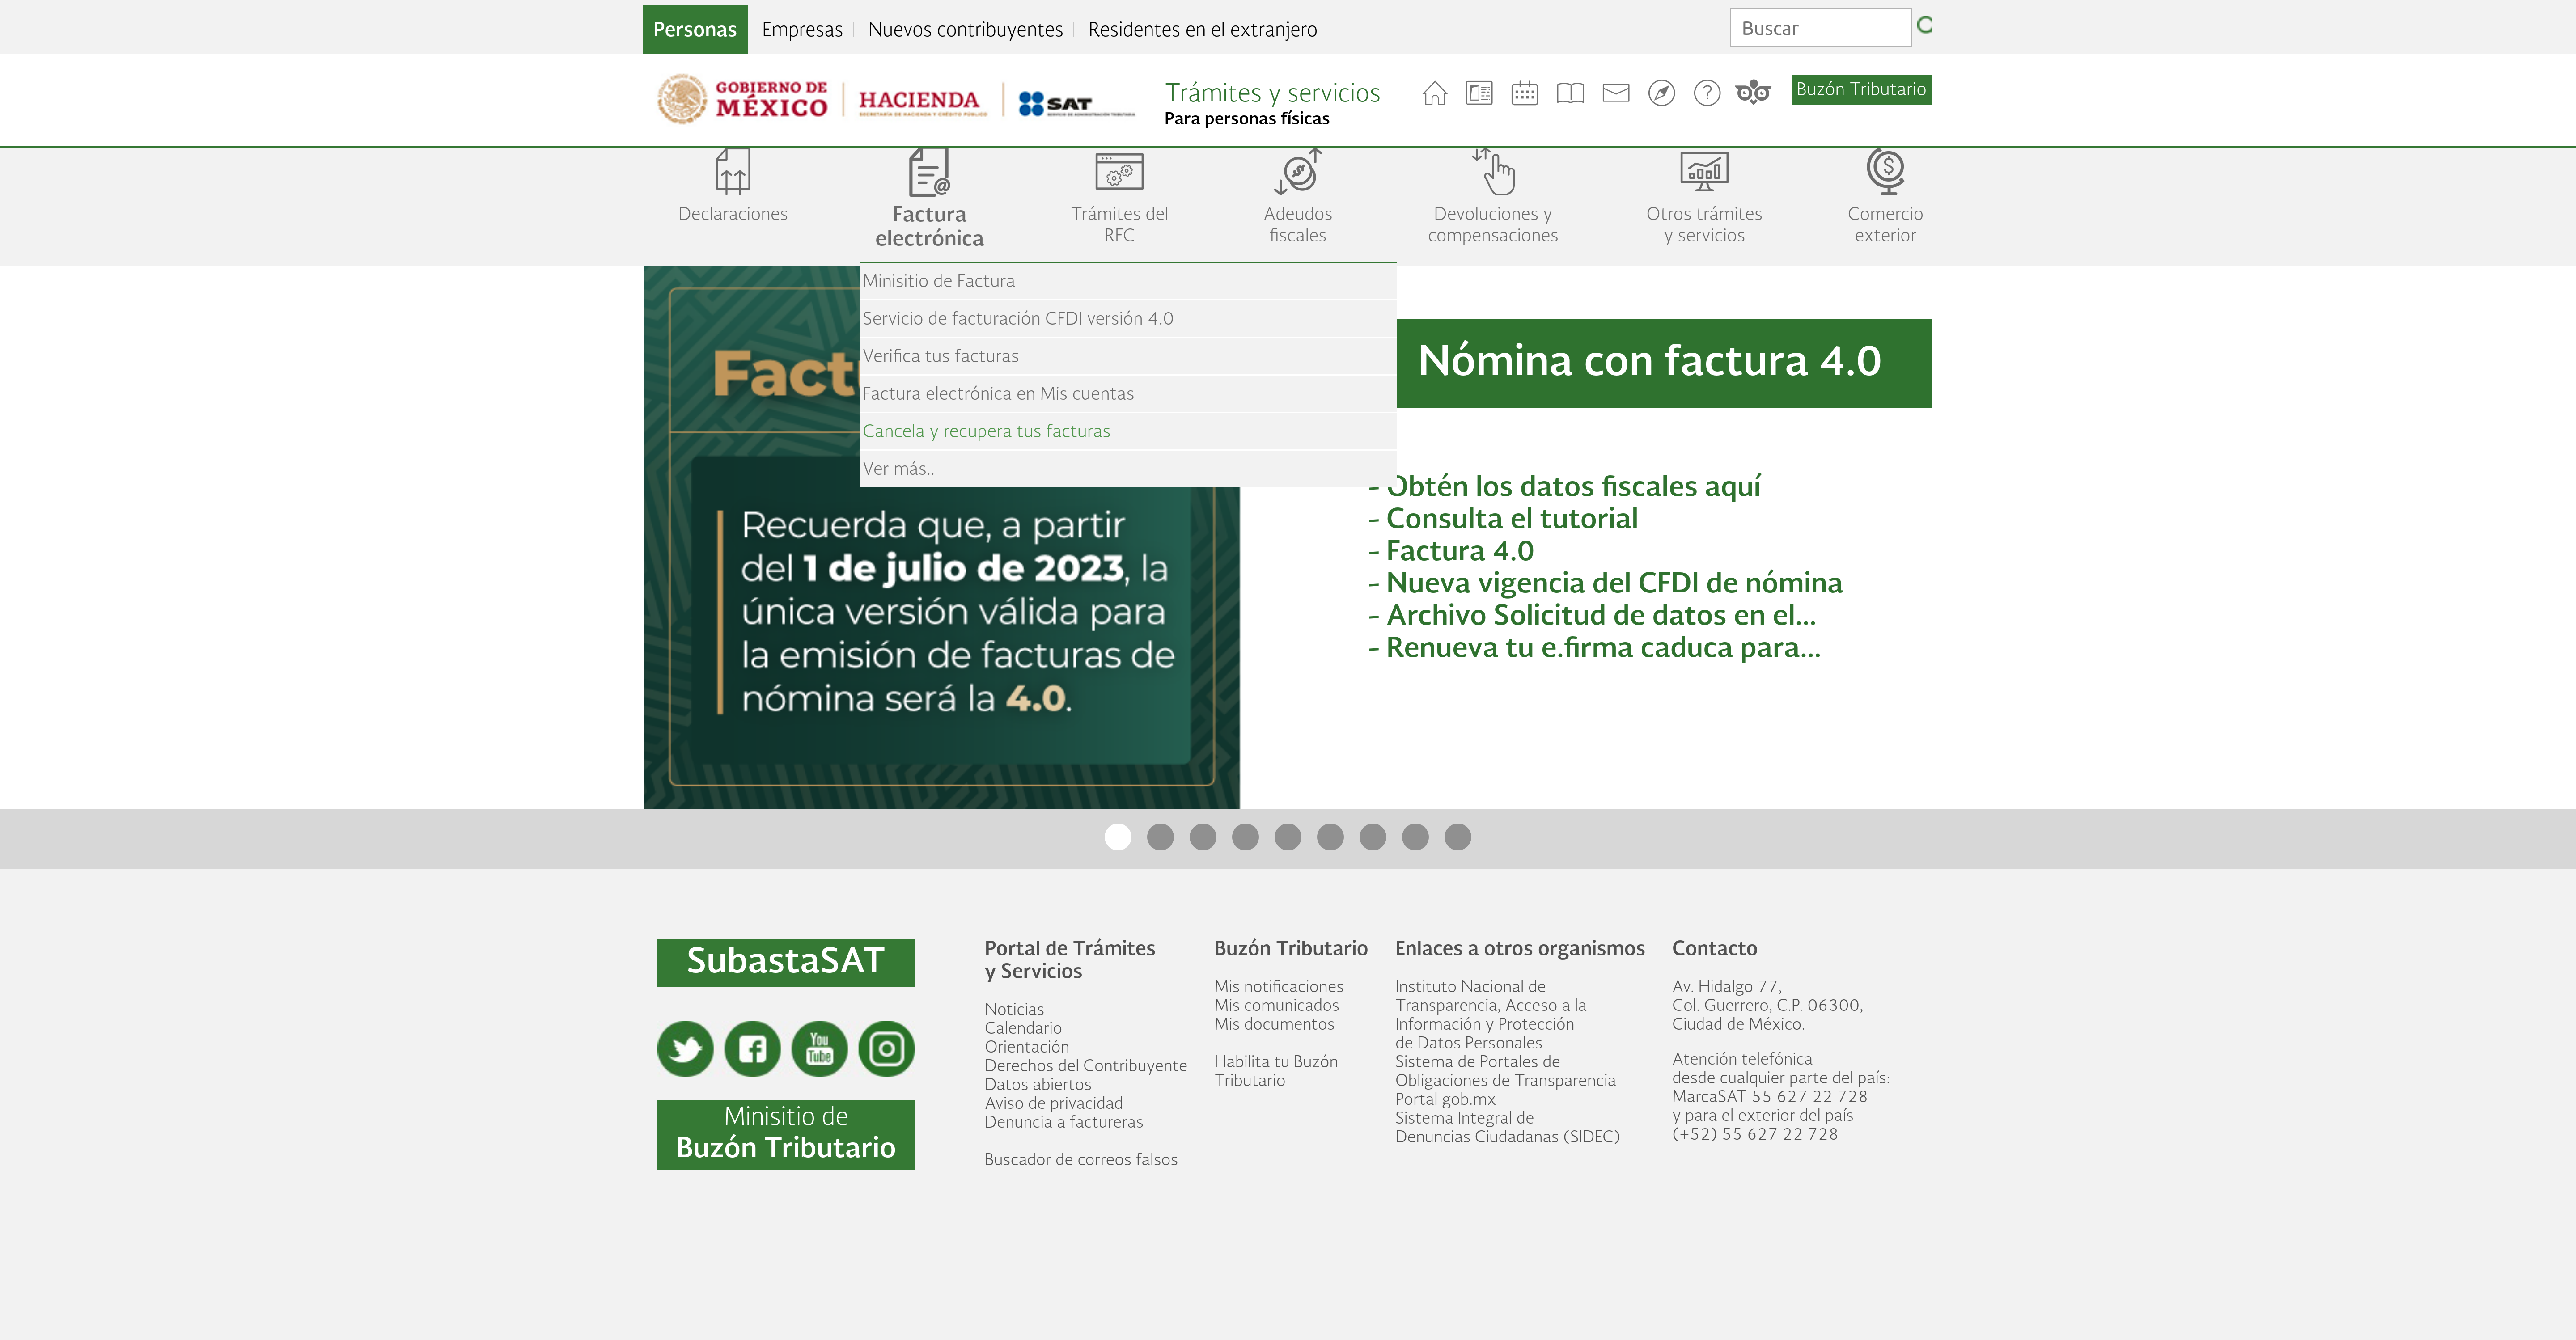 Personas
Empresas
Nuevos contribuyentes
Residentes en el extranjero
Buscar
GOBIERNO DE
MÉXICO
HACIENDA
SECRETARÍA DE HACIENDA Y CRÉDITO PÚBLICO
SAT
SERVICIO DE ADMINISTRACIÓN TRIBUTARIA
Trámites y servicios
Para personas físicas
?
Buzón Tributario
Declaraciones
Factura
electrónica
Trámites del
RFC
Adeudos
fiscales
Devoluciones y
compensaciones
Otros trámites
y servicios
Comercio
exterior
Minisitio de Factura
Servicio de facturación CFDI versión 4.0
Verifica tus facturas
Factura electrónica en Mis cuentas
Cancela y recupera tus facturas
Ver más..
Recuerda que, a partir
del 1 de julio de 2023, la
única versión válida para
la emisión de facturas de
nómina será la 4.0.
Nómina con factura 4.0
- Obtén los datos fiscales aquí
- Consulta el tutorial
- Factura 4.0
- Nueva vigencia del CFDI de nómina
- Archivo Solicitud de datos en el...
- Renueva tu e.firma caduca para...
SubastaSAT
You
Tube
Minisitio de
Buzón Tributario
Portal de Trámites
y Servicios
Noticias
Calendario
Orientación
Derechos del Contribuyente
Datos abiertos
Aviso de privacidad
Denuncia a factureras
Buscador de correos falsos
Buzón Tributario
Mis notificaciones
Mis comunicados
Mis documentos
Habilita tu Buzón
Tributario
Enlaces a otros organismos
Instituto Nacional de
Transparencia, Acceso a la
Información y Protección
de Datos Personales
Sistema de Portales de
Obligaciones de Transparencia
Portal gob.mx
Sistema Integral de
Denuncias Ciudadanas (SIDEC)
Contacto
Av. Hidalgo 77,
Col. Guerrero, C.P. 06300,
Ciudad de México.
Atención telefónica
desde cualquier parte del país:
MarcaSAT 55 627 22 728
y para el exterior del país
(+52) 55 627 22 728